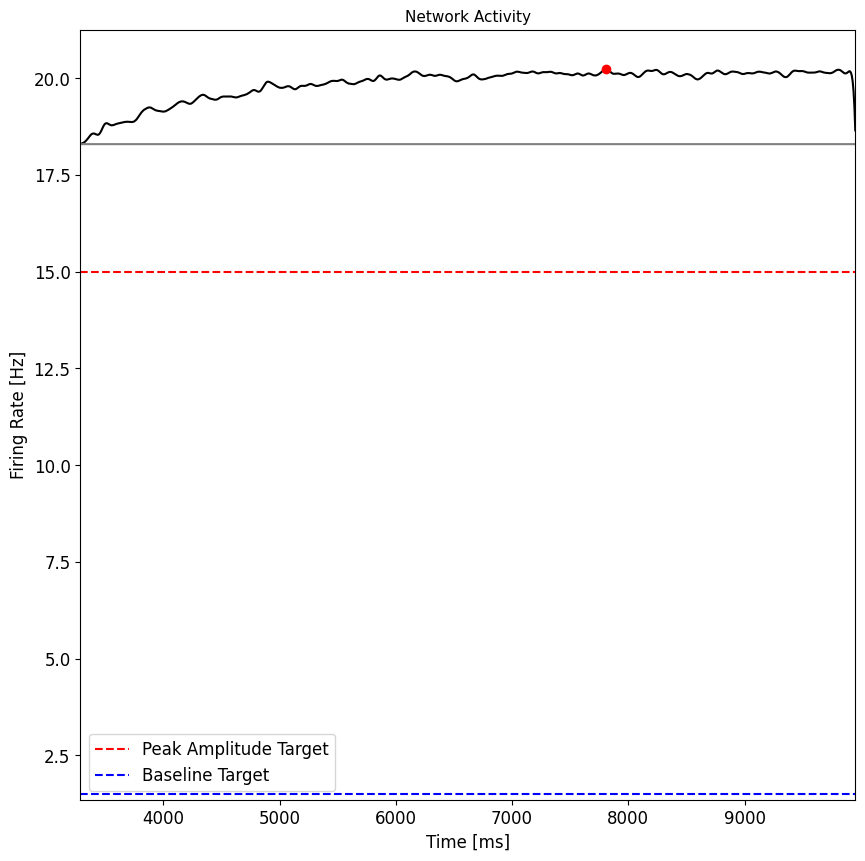 Network Activity
20.0
17.5
15.0
12.5
10.0
7.5
5.0
2.5
Firing Rate [Hz]
Peak Amplitude Target
Baseline Target
4000 5000 6000 7000 8000 9000
Time [ms]